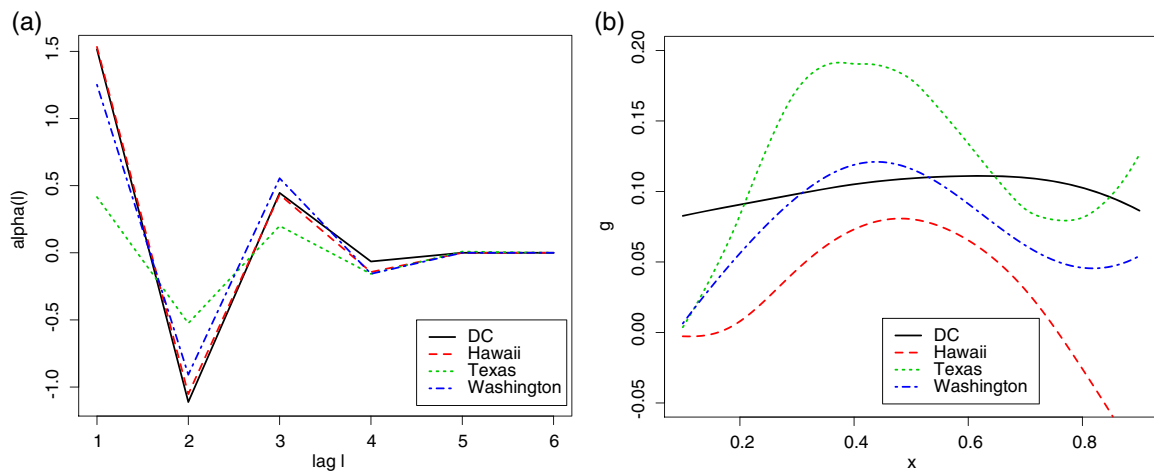 (a)
alpha(l)
1.5
1.0
0.5
0.0
-0.5
-1.0
1 2 3 4 5 6
lag l
DC
Hawaii
Texas
Washington
(b)
g
0.20
0.15
0.10
0.05
0.00
-0.05
0.2 0.4 0.6 0.8
x
DC
Hawaii
Texas
Washington